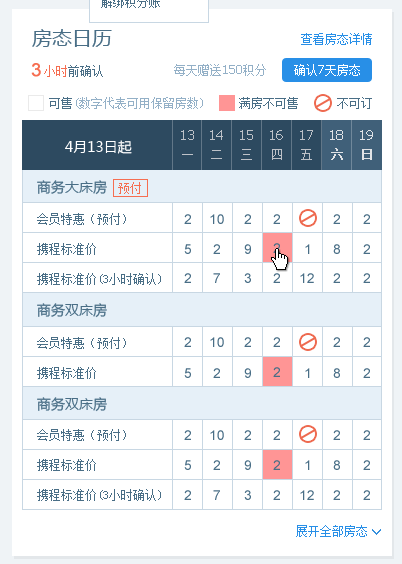 解绑积分账
房态日历
查看房态详情
3小时前确认
每天赠送150积分
确认7天房态
可售(数字代表可用保留房数)
满房不可售
不可订
4月13日起 13 14 15 16 17 18 19
一 二 三 四 五 六 日
商务大床房 预付
会员特惠（预付） 2 10 2 2 2 2
携程标准价 5 2 9 2 1 8 2
携程标准价(3小时确认) 2 7 3 2 12 2 2
商务双床房
会员特惠（预付） 2 10 2 2 2 2
携程标准价 5 2 9 2 1 8 2
商务双床房
会员特惠（预付） 2 10 2 2 2 2
携程标准价 5 2 9 2 1 8 2
携程标准价(3小时确认) 2 7 3 2 12 2 2
展开全部房态